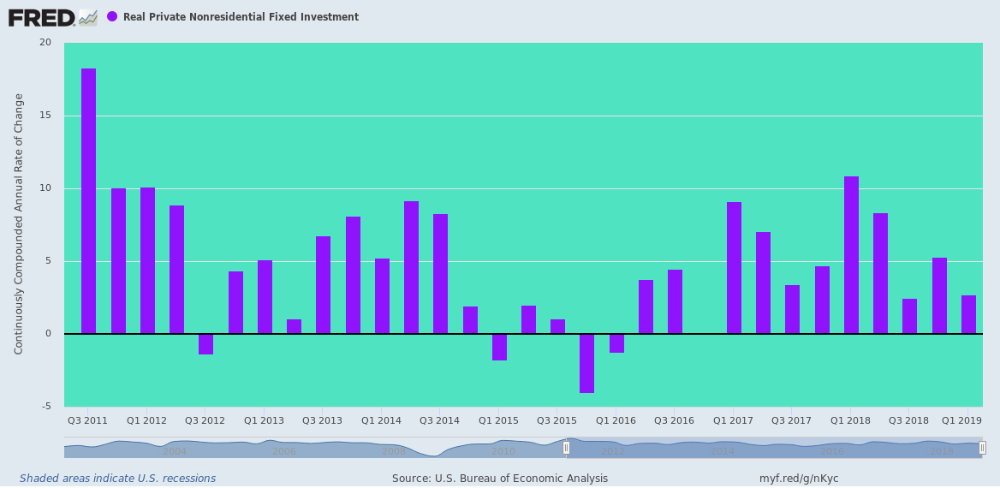 FRED
Real Private Nonresidential Fixed Investment
Continuously Compounded Annual Rate of Change
20
15
10
5
0
-5
Q3 2011 Q1 2012 Q3 2012 Q1 2013 Q3 2013 Q1 2014 Q3 2014 Q1 2015 Q3 2015 Q1 2016 Q3 2016 Q1 2017 Q3 2017 Q1 2018 Q3 2018 Q1 2019
2004 2006 2008 2010 2012 2014 2016 2018
Shaded areas indicate U.S. recessions Source: U.S. Bureau of Economic Analysis myf.red/g/nKyc